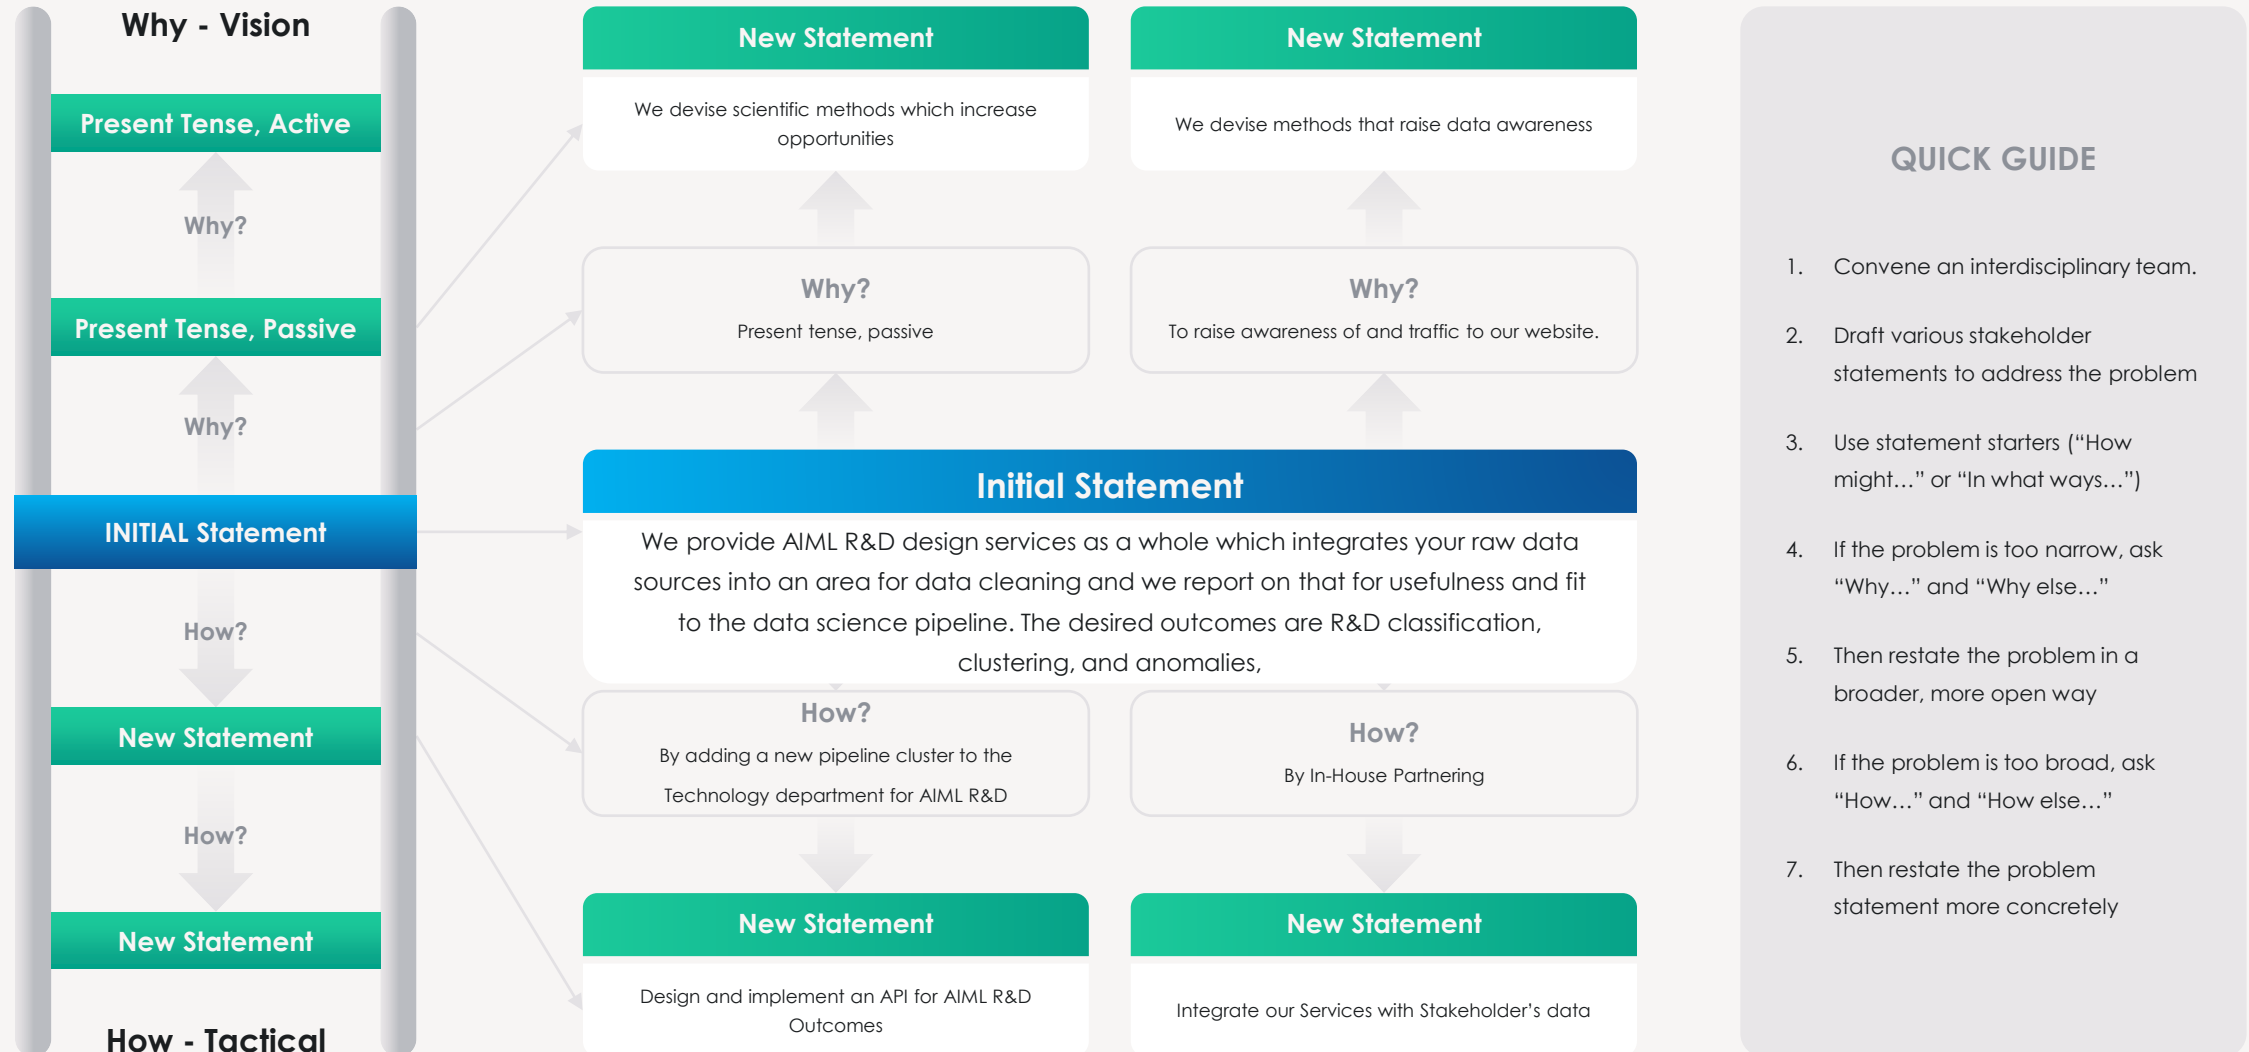 Why - Vision
Present Tense, Active
Why?
Present Tense, Passive
Why?
INITIAL Statement
How?
New Statement
How?
New Statement
How - Tactical
New Statement
We devise scientific methods which increase
opportunities
New Statement
We devise methods that raise data awareness
Why?
Present tense, passive
Why?
To raise awareness of and traffic to our website.
Initial Statement
We provide AIML R&D design services as a whole which integrates your raw data
sources into an area for data cleaning and we report on that for usefulness and fit
to the data science pipeline. The desired outcomes are R&D classification,
clustering, and anomalies,
How?
By adding a new pipeline cluster to the
Technology department for AIML R&D
How?
By In-House Partnering
New Statement
Design and implement an API for AIML R&D
Outcomes
New Statement
Integrate our Services with Stakeholder’s data
QUICK GUIDE
1. Convene an interdisciplinary team.
2. Draft various stakeholder
statements to address the problem
3. Use statement starters (“How
might…” or “In what ways…”)
4. If the problem is too narrow, ask
“Why…” and “Why else…”
5. Then restate the problem in a
broader, more open way
6. If the problem is too broad, ask
“How…” and “How else…”
7. Then restate the problem
statement more concretely